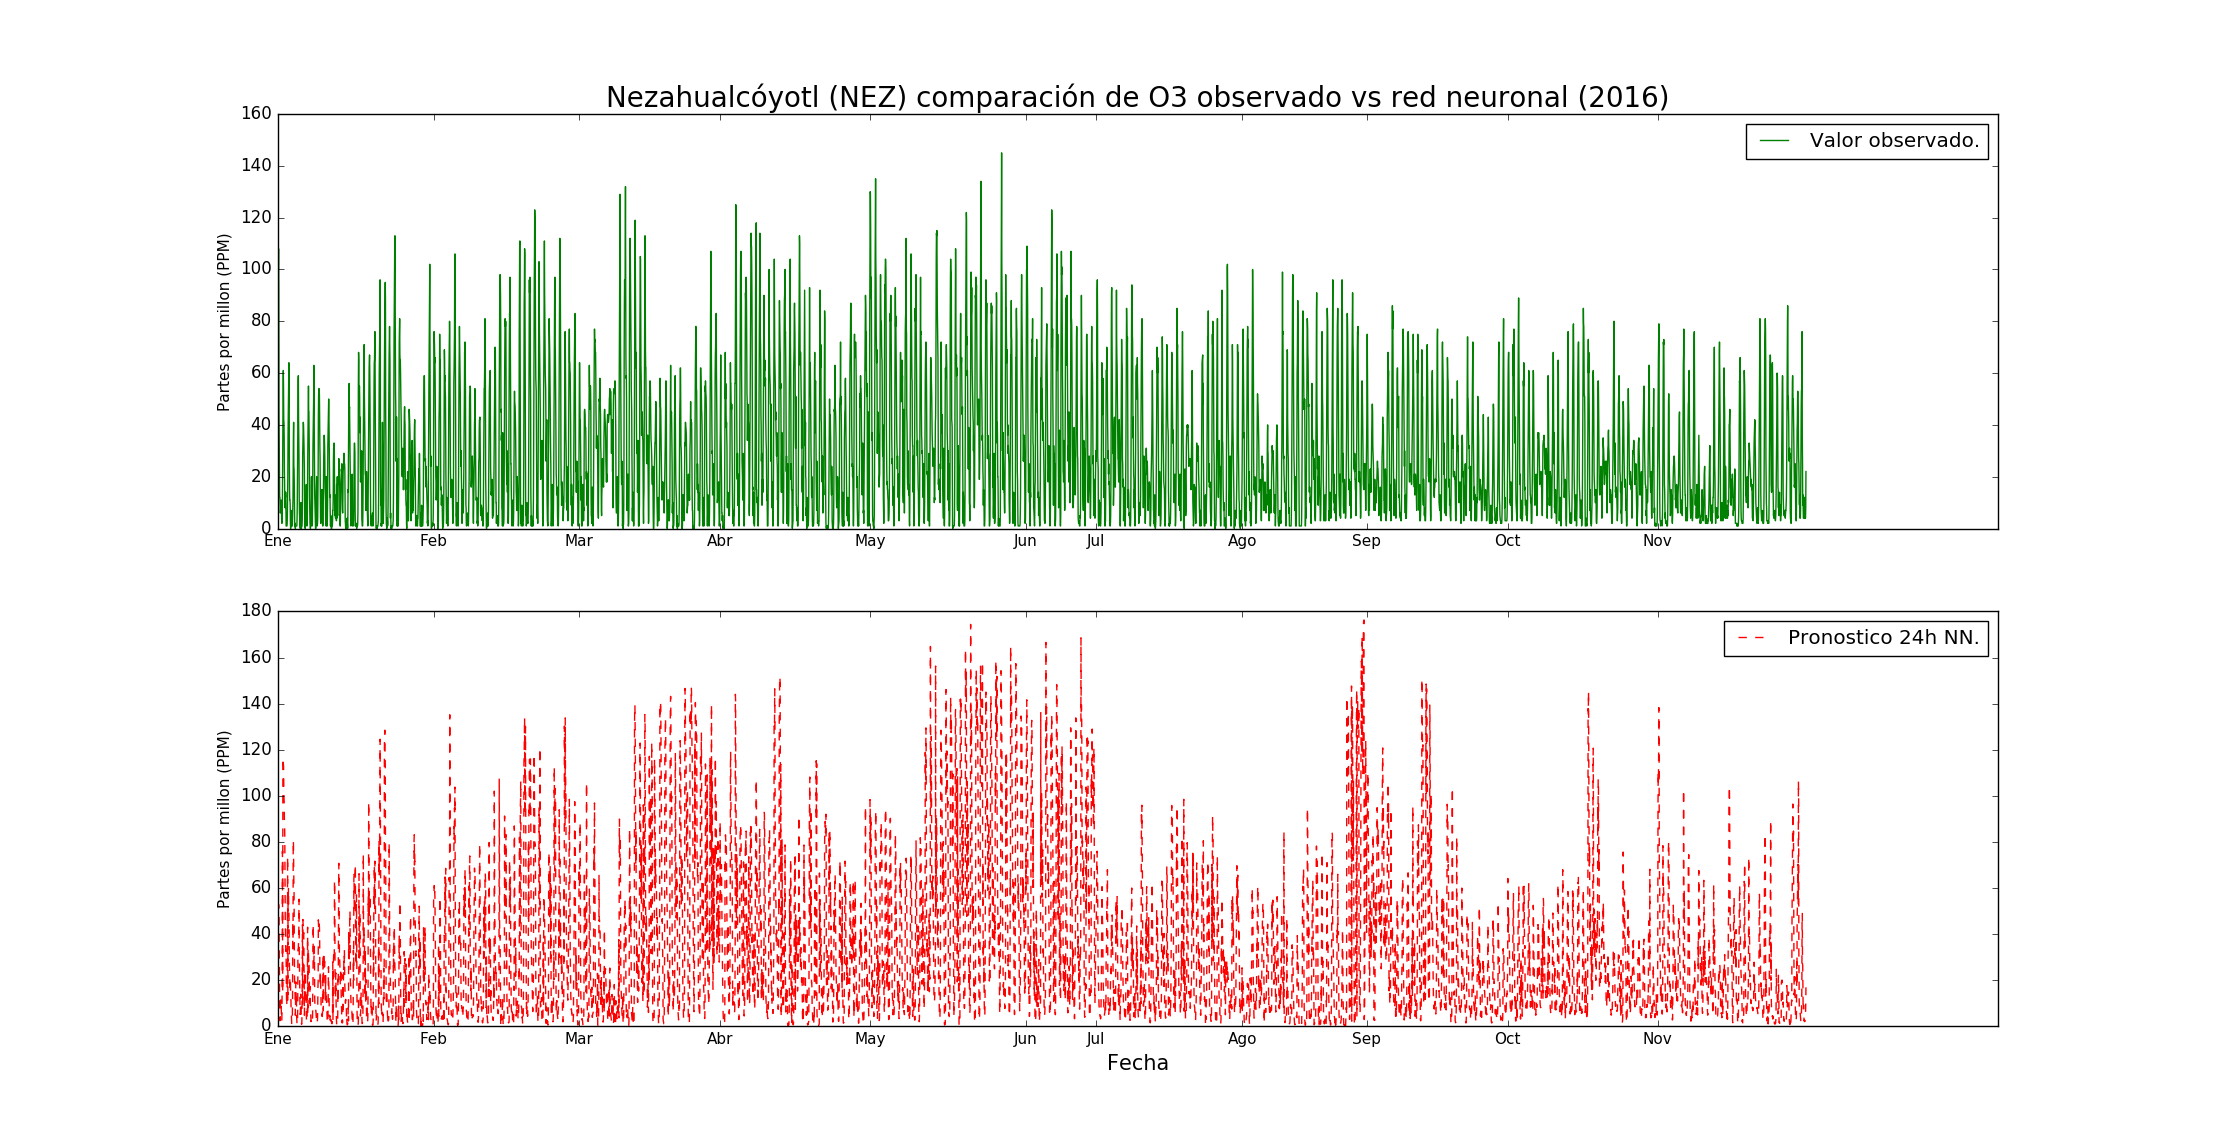 Nezahualcóyotl (NEZ) comparación de O3 observado vs red neuronal (2016)
160
140
120
100
80
60
40
20
0
Partes por millon (PPM)
Valor observado.
Ene Feb Mar Abr May Jun Jul Ago Sep Oct Nov
180
160
140
120
100
80
60
40
20
0
Partes por millon (PPM)
Pronostico 24h NN.
Ene Feb Mar Abr May Jun Jul Ago Sep Oct Nov
Fecha